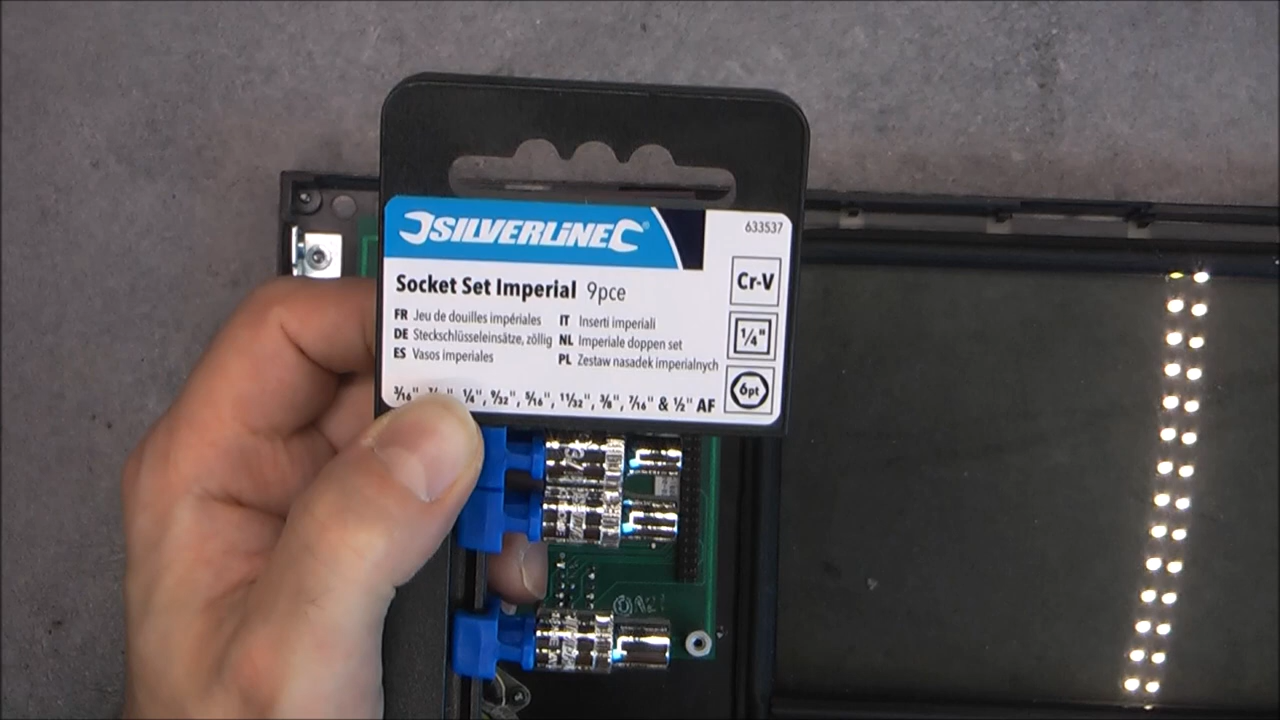 SILVERLINE®
633537
Socket Set Imperial 9pce
Cr-V
FR Jeu de douilles impériales
IT Inserti imperiali
DE Steckschlüsseleinsätze, zöllig
NL Imperiale doppen set
1/4"
ES Vasos imperiales
PL Zestaw nasadek imperialnych
6pt
3/16", 1/4", 9/32", 5/16", 11/32", 3/8", 7/16" & 1/2" AF